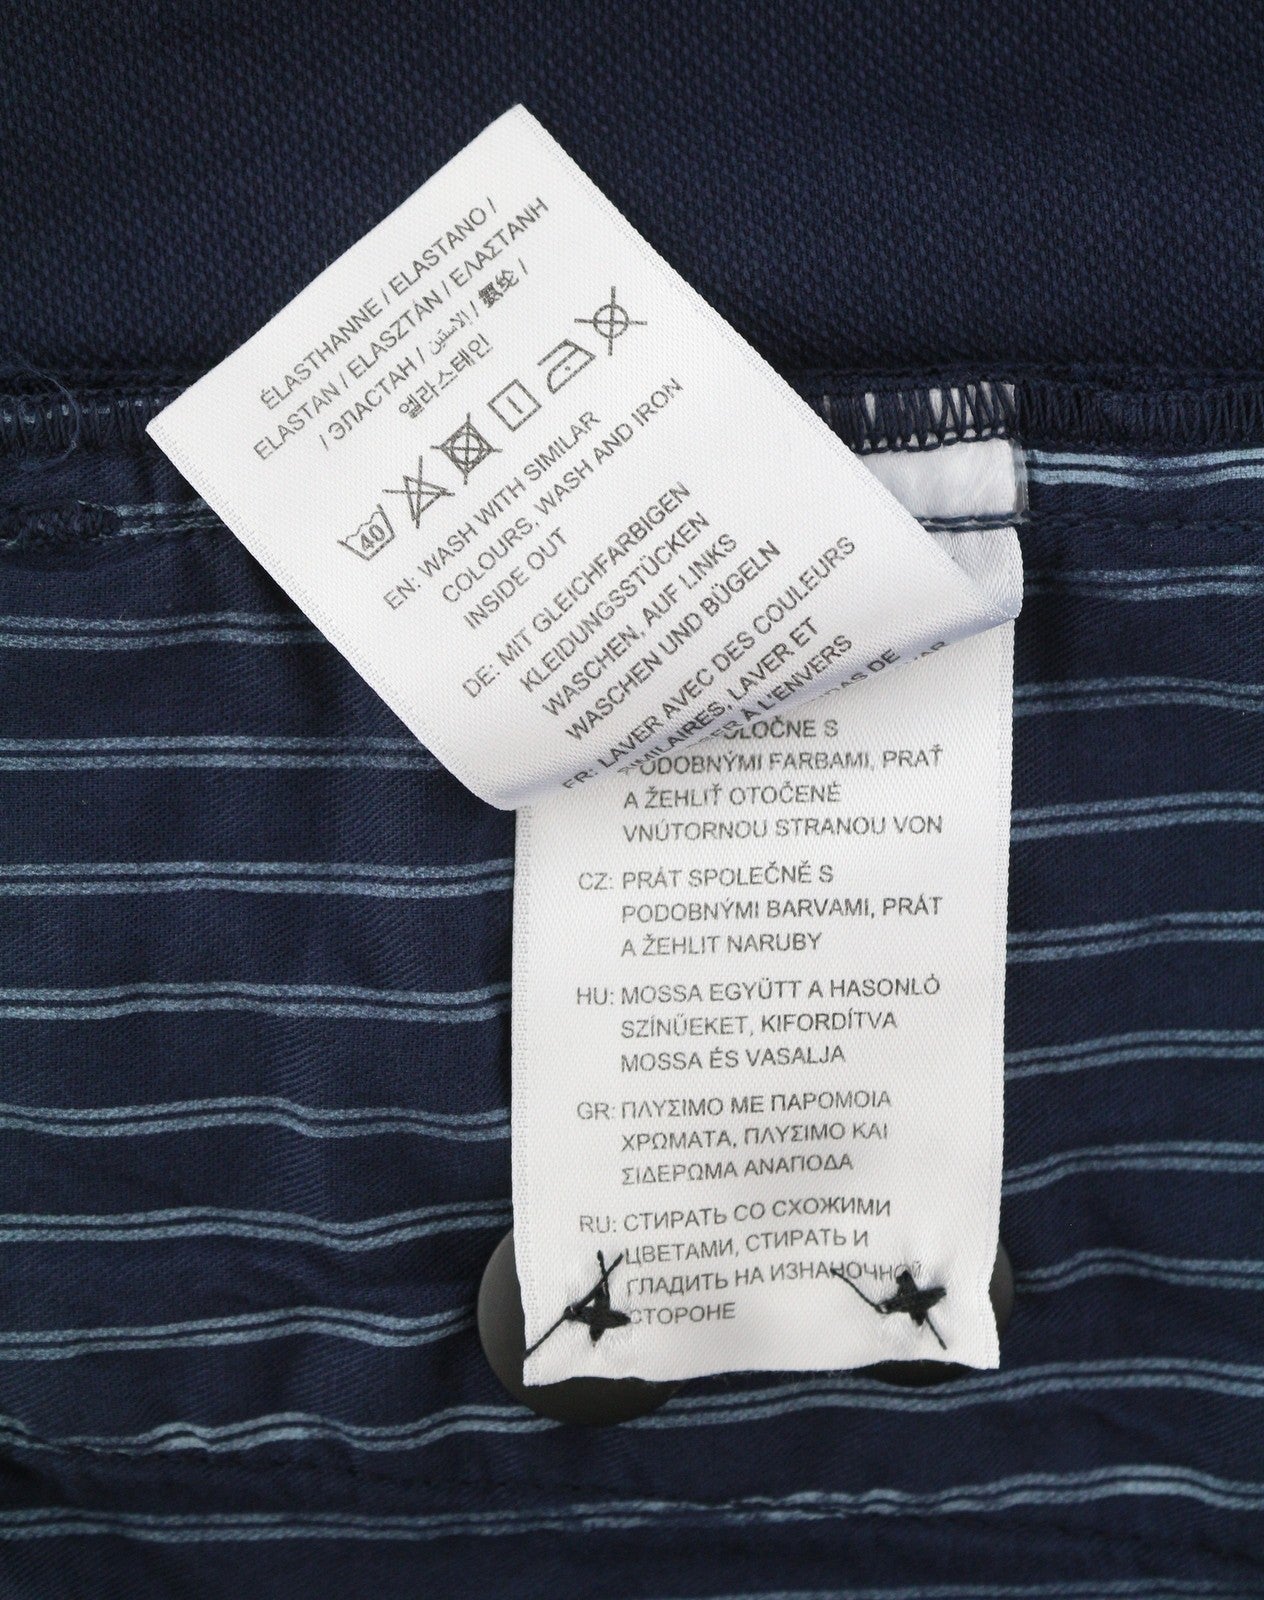 ÉLASTHANNE / ELASTANO /
ELASTAN / ELASZTÁN / ΕΛΑΣΤΑΝΗ
/ ЭЛАСТАН / إلاستين / 氨纶 /
엘라스테인
40
EN: WASH WITH SIMILAR
COLOURS, WASH AND IRON
INSIDE OUT
DE: MIT GLEICHFARBIGEN
KLEIDUNGSSTÜCKEN
WASCHEN, AUF LINKS
WASCHEN UND BÜGELN
FR: LAVER AVEC DES COULEURS
SIMILAIRES, LAVER ET
À L'ENVERS
DE
S
PODOBNÝMI FARBAMI, PRAŤ
A ŽEHLIŤ OTOČENÉ
VNÚTORNOU STRANOU VON
CZ: PRÁT SPOLEČNĚ S
PODOBNÝMI BARVAMI, PRÁT
A ŽEHLIT NARUBY
HU: MOSSA EGYÜTT A HASONLÓ
SZÍNŰEKET, KIFORDÍTVA
MOSSA ÉS VASALJA
GR: ΠΛΥΣΙΜΟ ΜΕ ΠΑΡΟΜΟΙΑ
ΧΡΩΜΑΤΑ, ΠΛΥΣΙΜΟ ΚΑΙ
ΣΙΔΕΡΩΜΑ ΑΝΑΠΟΔΑ
RU: СТИРАТЬ СО СХОЖИМИ
ЦВЕТАМИ, СТИРАТЬ И
ГЛАДИТЬ НА ИЗНАНОЧНОЙ
СТОРОНЕ